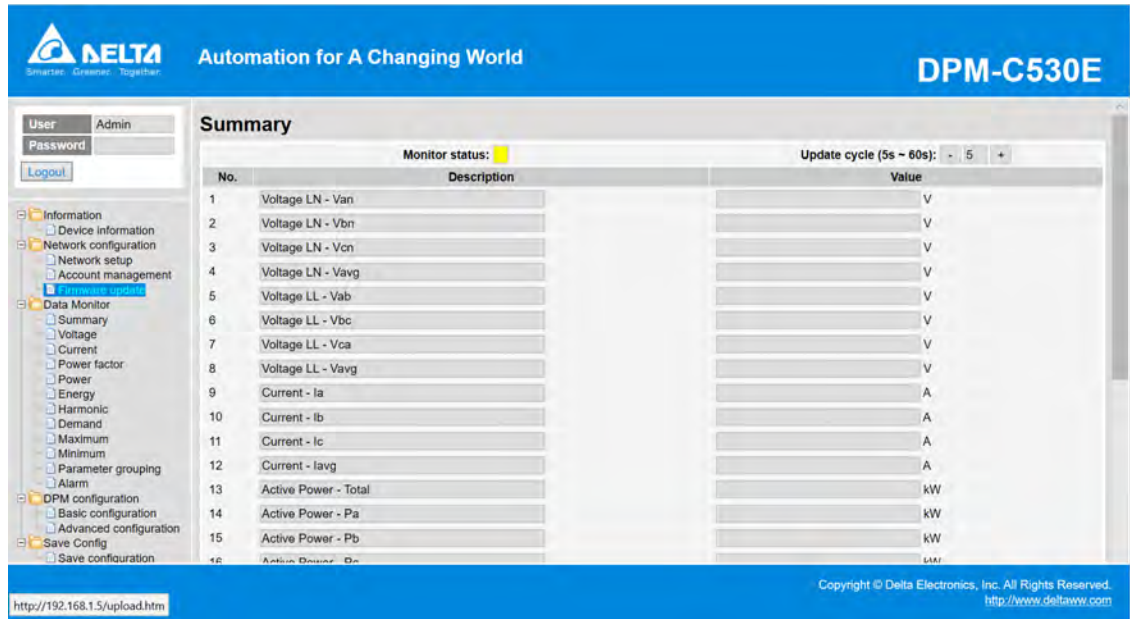 DELTA
Smarter. Greener. Together.
Automation for A Changing World
DPM-C530E
User Admin
Password
Logout
Information
Device information
Network configuration
Network setup
Account management
Firmware update
Data Monitor
Summary
Voltage
Current
Power factor
Power
Energy
Harmonic
Demand
Maximum
Minimum
Parameter grouping
Alarm
DPM configuration
Basic configuration
Advanced configuration
Save Config
Save configuration
Summary
Monitor status: Update cycle (5s ~ 60s): - 5 +
No. Description Value
1 Voltage LN - Van V
2 Voltage LN - Vbn V
3 Voltage LN - Vcn V
4 Voltage LN - Vavg V
5 Voltage LL - Vab V
6 Voltage LL - Vbc V
7 Voltage LL - Vca V
8 Voltage LL - Vavg V
9 Current - Ia A
10 Current - Ib A
11 Current - Ic A
12 Current - Iavg A
13 Active Power - Total kW
14 Active Power - Pa kW
15 Active Power - Pb kW
16 Active Power - Pc kW
Copyright © Delta Electronics, Inc. All Rights Reserved.
http://www.deltaww.com
http://192.168.1.5/upload.htm